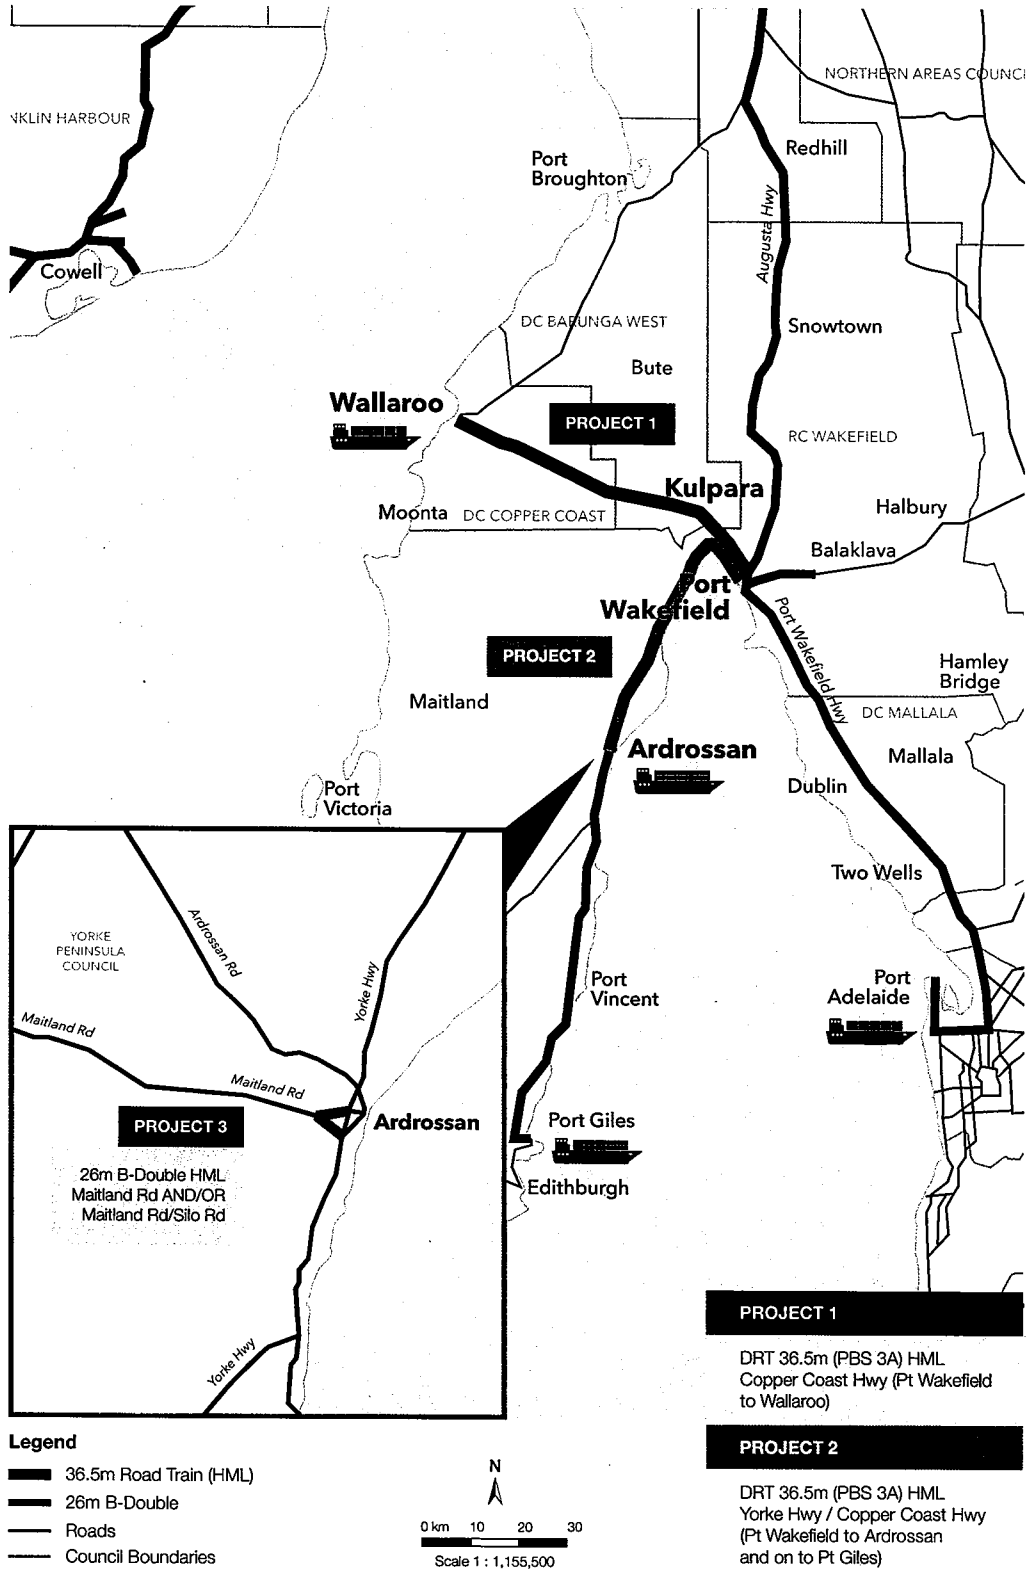 NORTHERN AREAS COUNCI
NKLIN HARBOUR
Redhill
Port
Broughton
Augusta Hwy
Cowell
DC BARUNGA WEST
Snowtown
Bute
Wallaroo
PROJECT 1
RC WAKEFIELD
Kulpara
Moonta
DC COPPER COAST
Halbury
Balaklava
Port
Wakefield
Port Wakefield Hwy
PROJECT 2
Hamley
Bridge
Maitland
DC MALLALA
Ardrossan
Mallala
Port
Victoria
Dublin
Two Wells
Ardrossan Rd
YORKE
PENINSULA
COUNCIL
Yorke Hwy
Port
Vincent
Port
Adelaide
Maitland Rd
Maitland Rd
PROJECT 3
Ardrossan
Port Giles
26m B-Double HML
Maitland Rd AND/OR
Maitland Rd/Silo Rd
Edithburgh
Yorke Hwy
PROJECT 1
DRT 36.5m (PBS 3A) HML
Copper Coast Hwy (Pt Wakefield
to Wallaroo)
PROJECT 2
DRT 36.5m (PBS 3A) HML
Yorke Hwy / Copper Coast Hwy
(Pt Wakefield to Ardrossan
and on to Pt Giles)
Legend
36.5m Road Train (HML)
26m B-Double
Roads
Council Boundaries
N
0 km 10 20 30
Scale 1 : 1,155,500